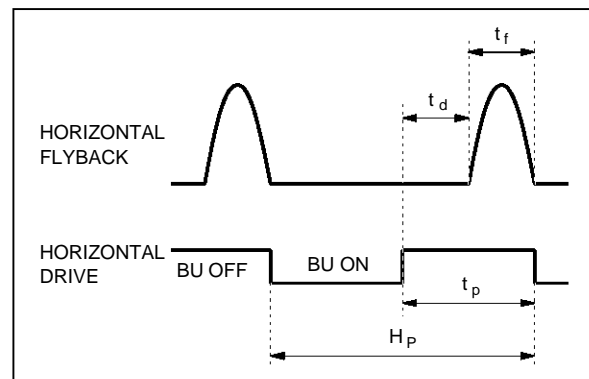 t f
t d
HORIZONTAL
FLYBACK
HORIZONTAL
DRIVE
BU OFF
BU ON
t p
H P